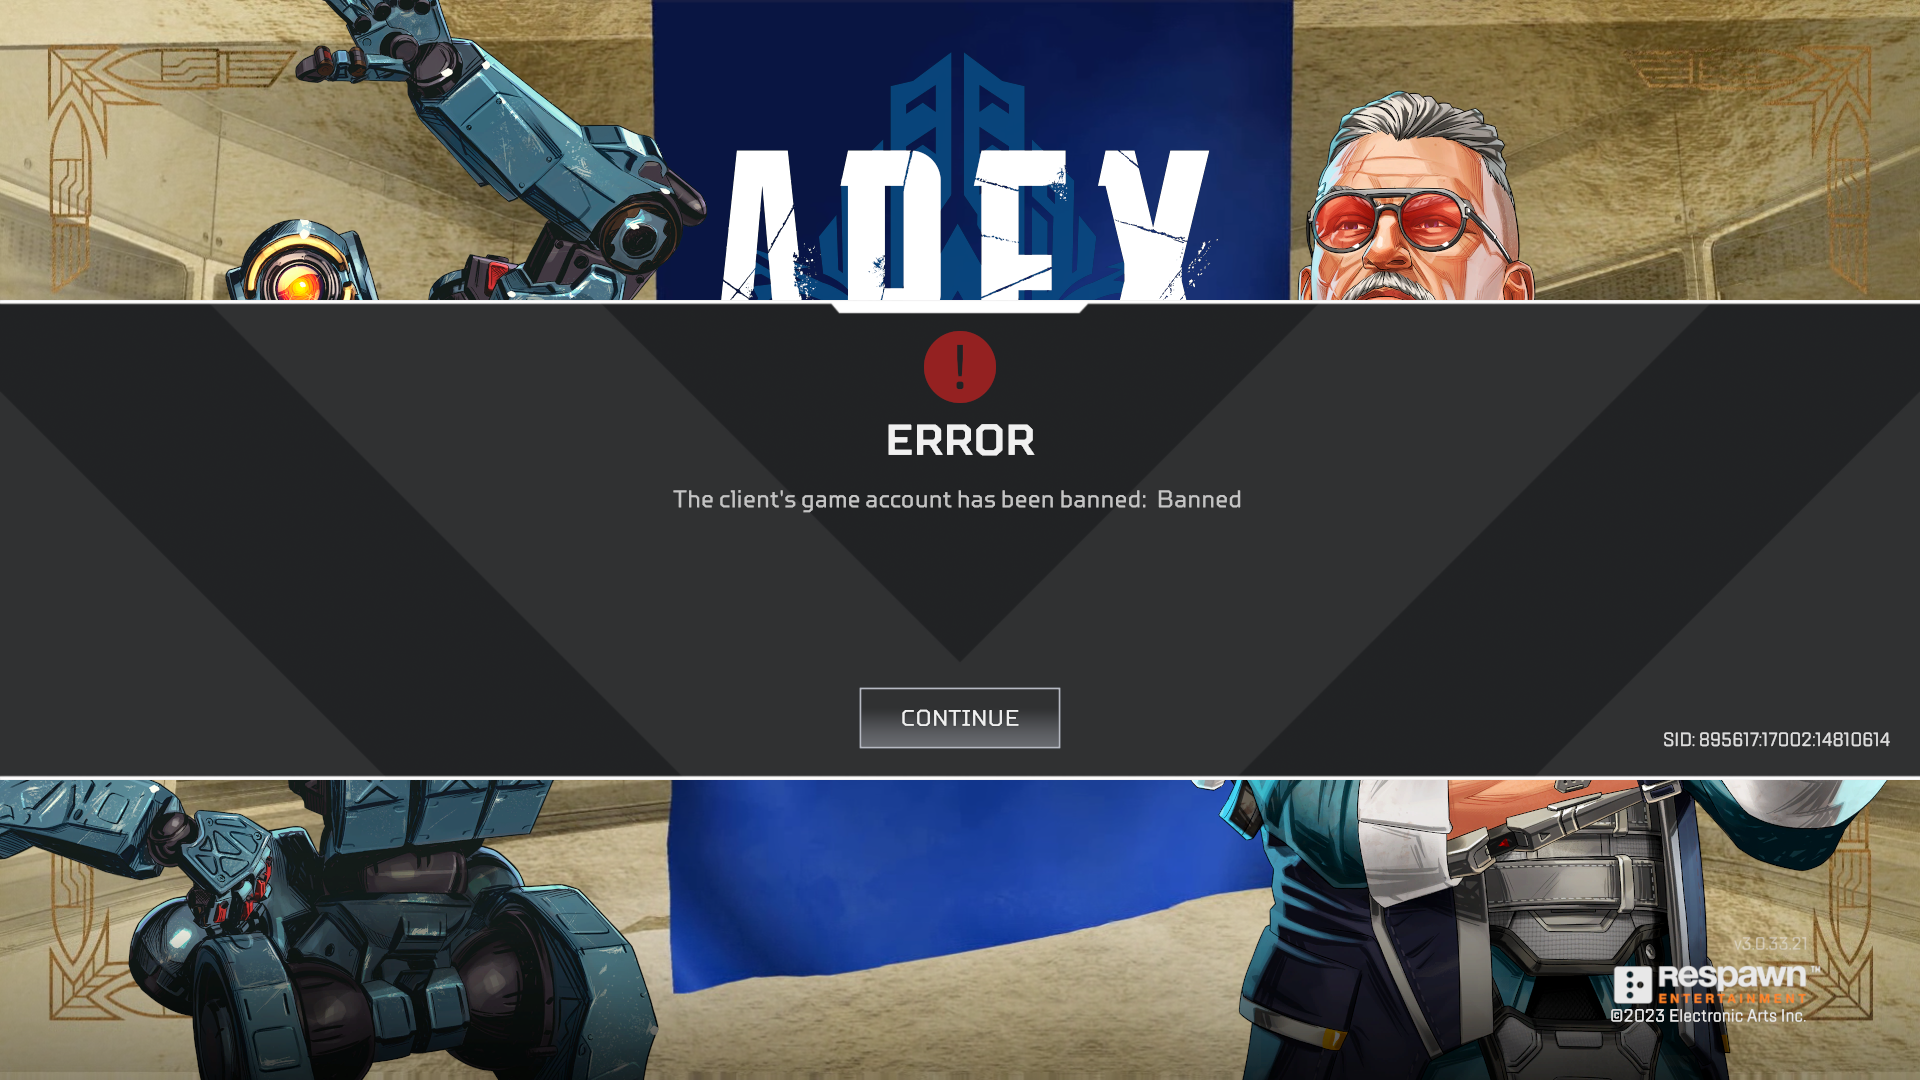 APEX
ERROR
The client's game account has been banned: Banned
CONTINUE
SID: 895617:17002:14810614
v3.0.33.21
Respawn™
ENTERTAINMENT
©2023 Electronic Arts Inc.